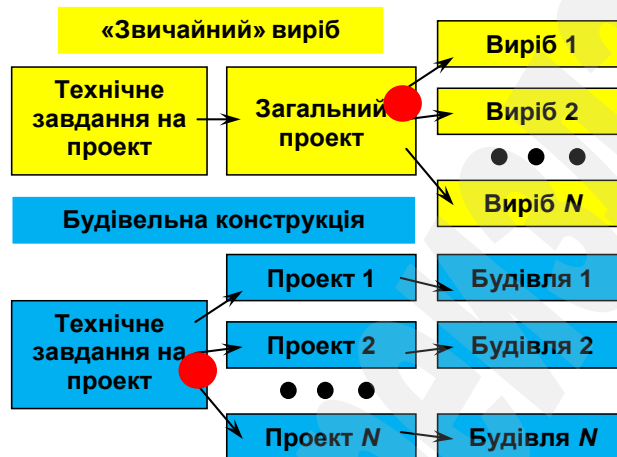 «Звичайний» виріб
Технічне
завдання на
проект
Загальний
проект
Виріб 1
Виріб 2
Виріб N
Будівельна конструкція
Технічне
завдання на
проект
Проект 1
Будівля 1
Проект 2
Будівля 2
Проект N
Будівля N